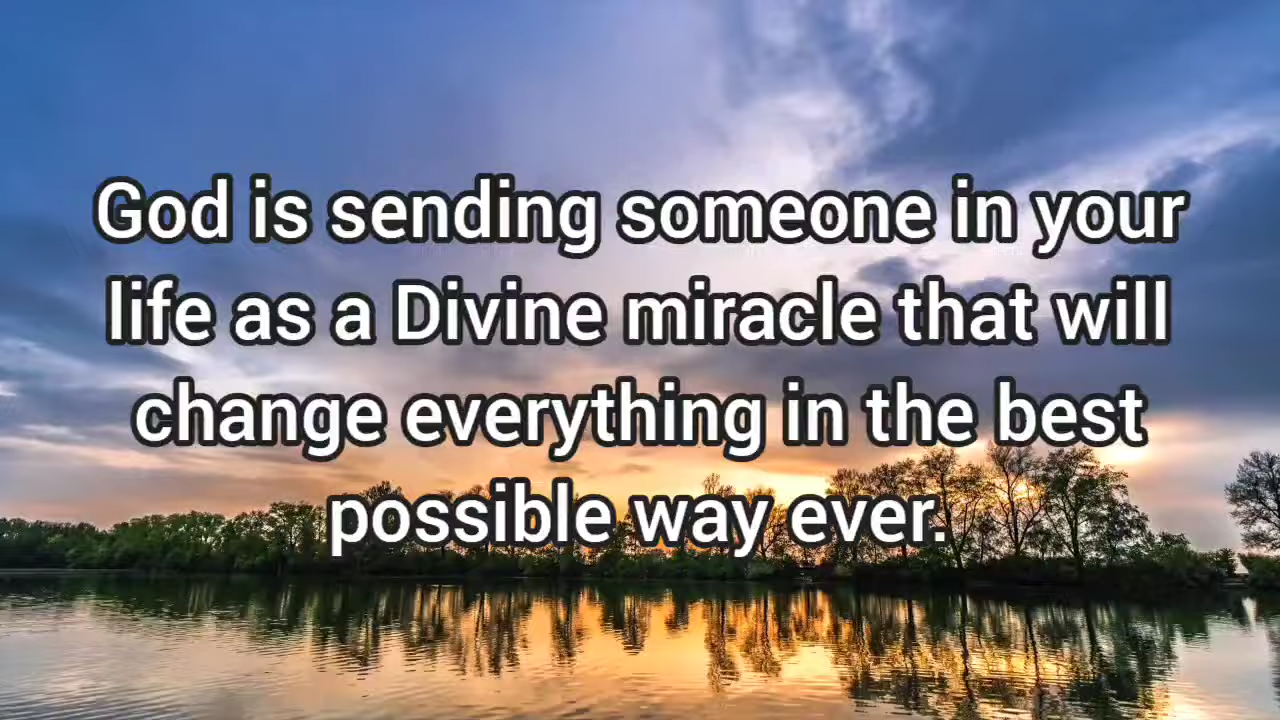 God is sending someone in your
life as a Divine miracle that will
change everything in the best
possible way ever.